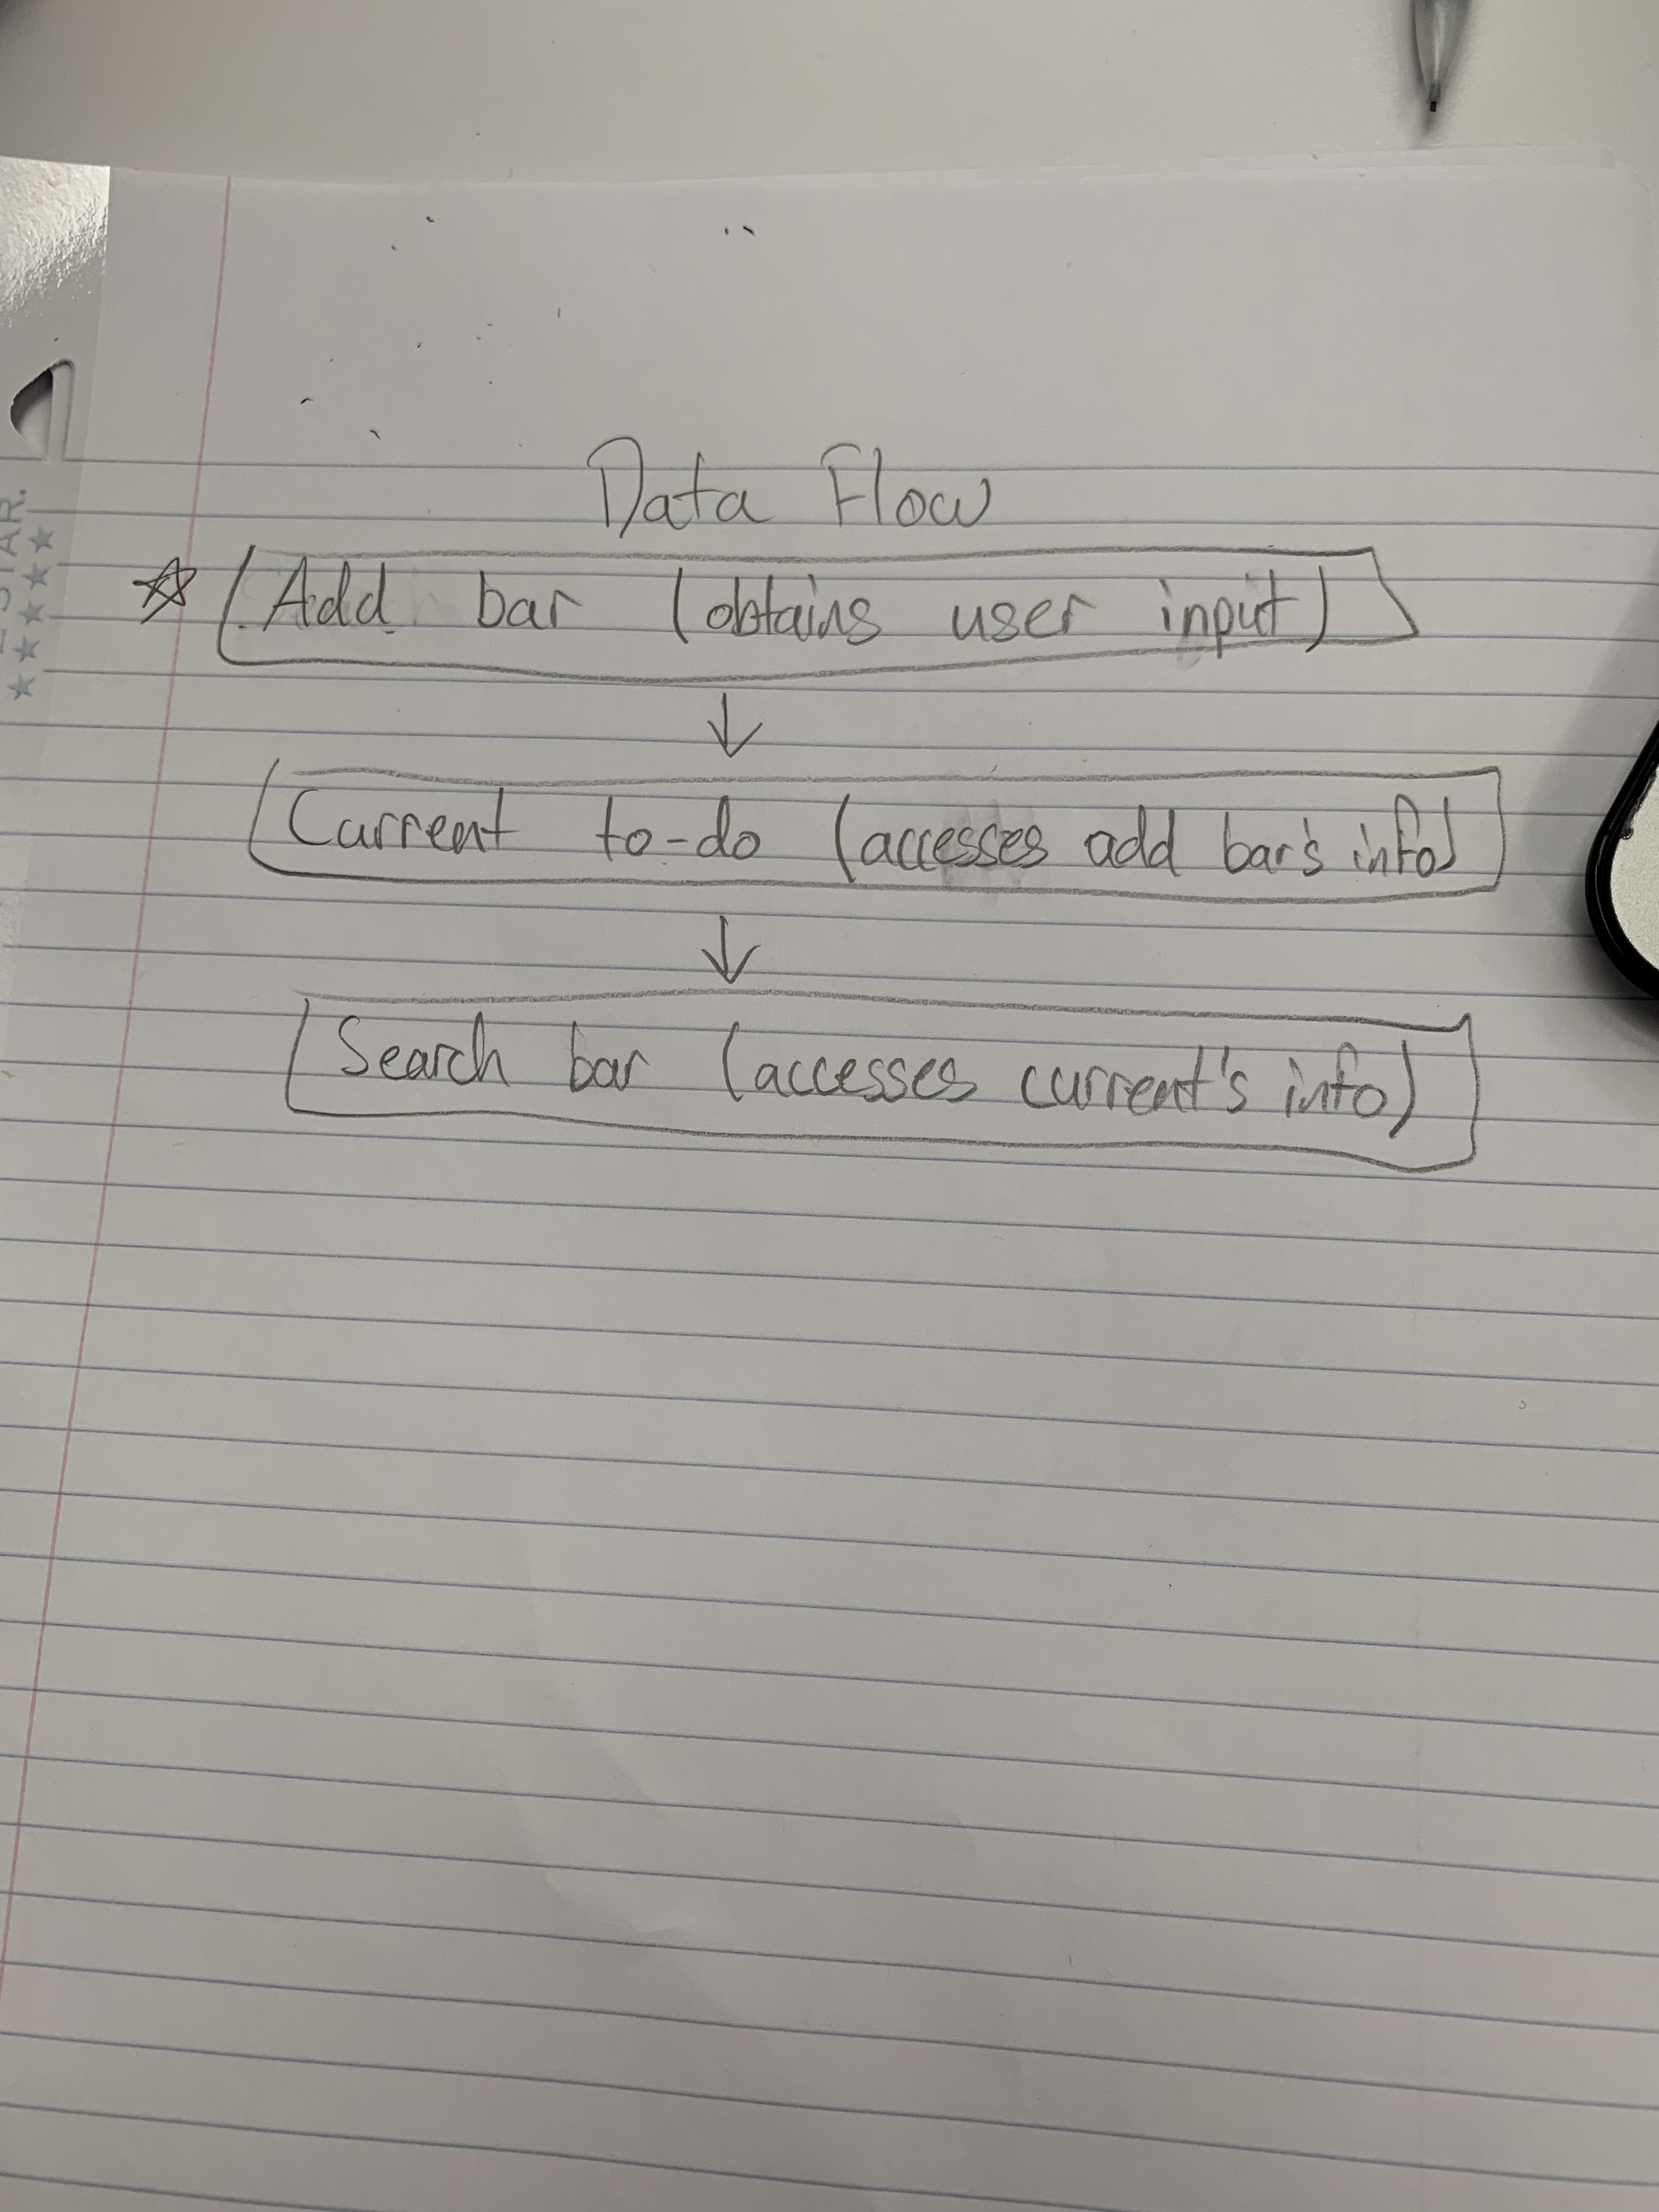 Data Flow
Add bar (obtains user input)
Current to-do (accesses add bar's info)
Search bar (accesses current's info)